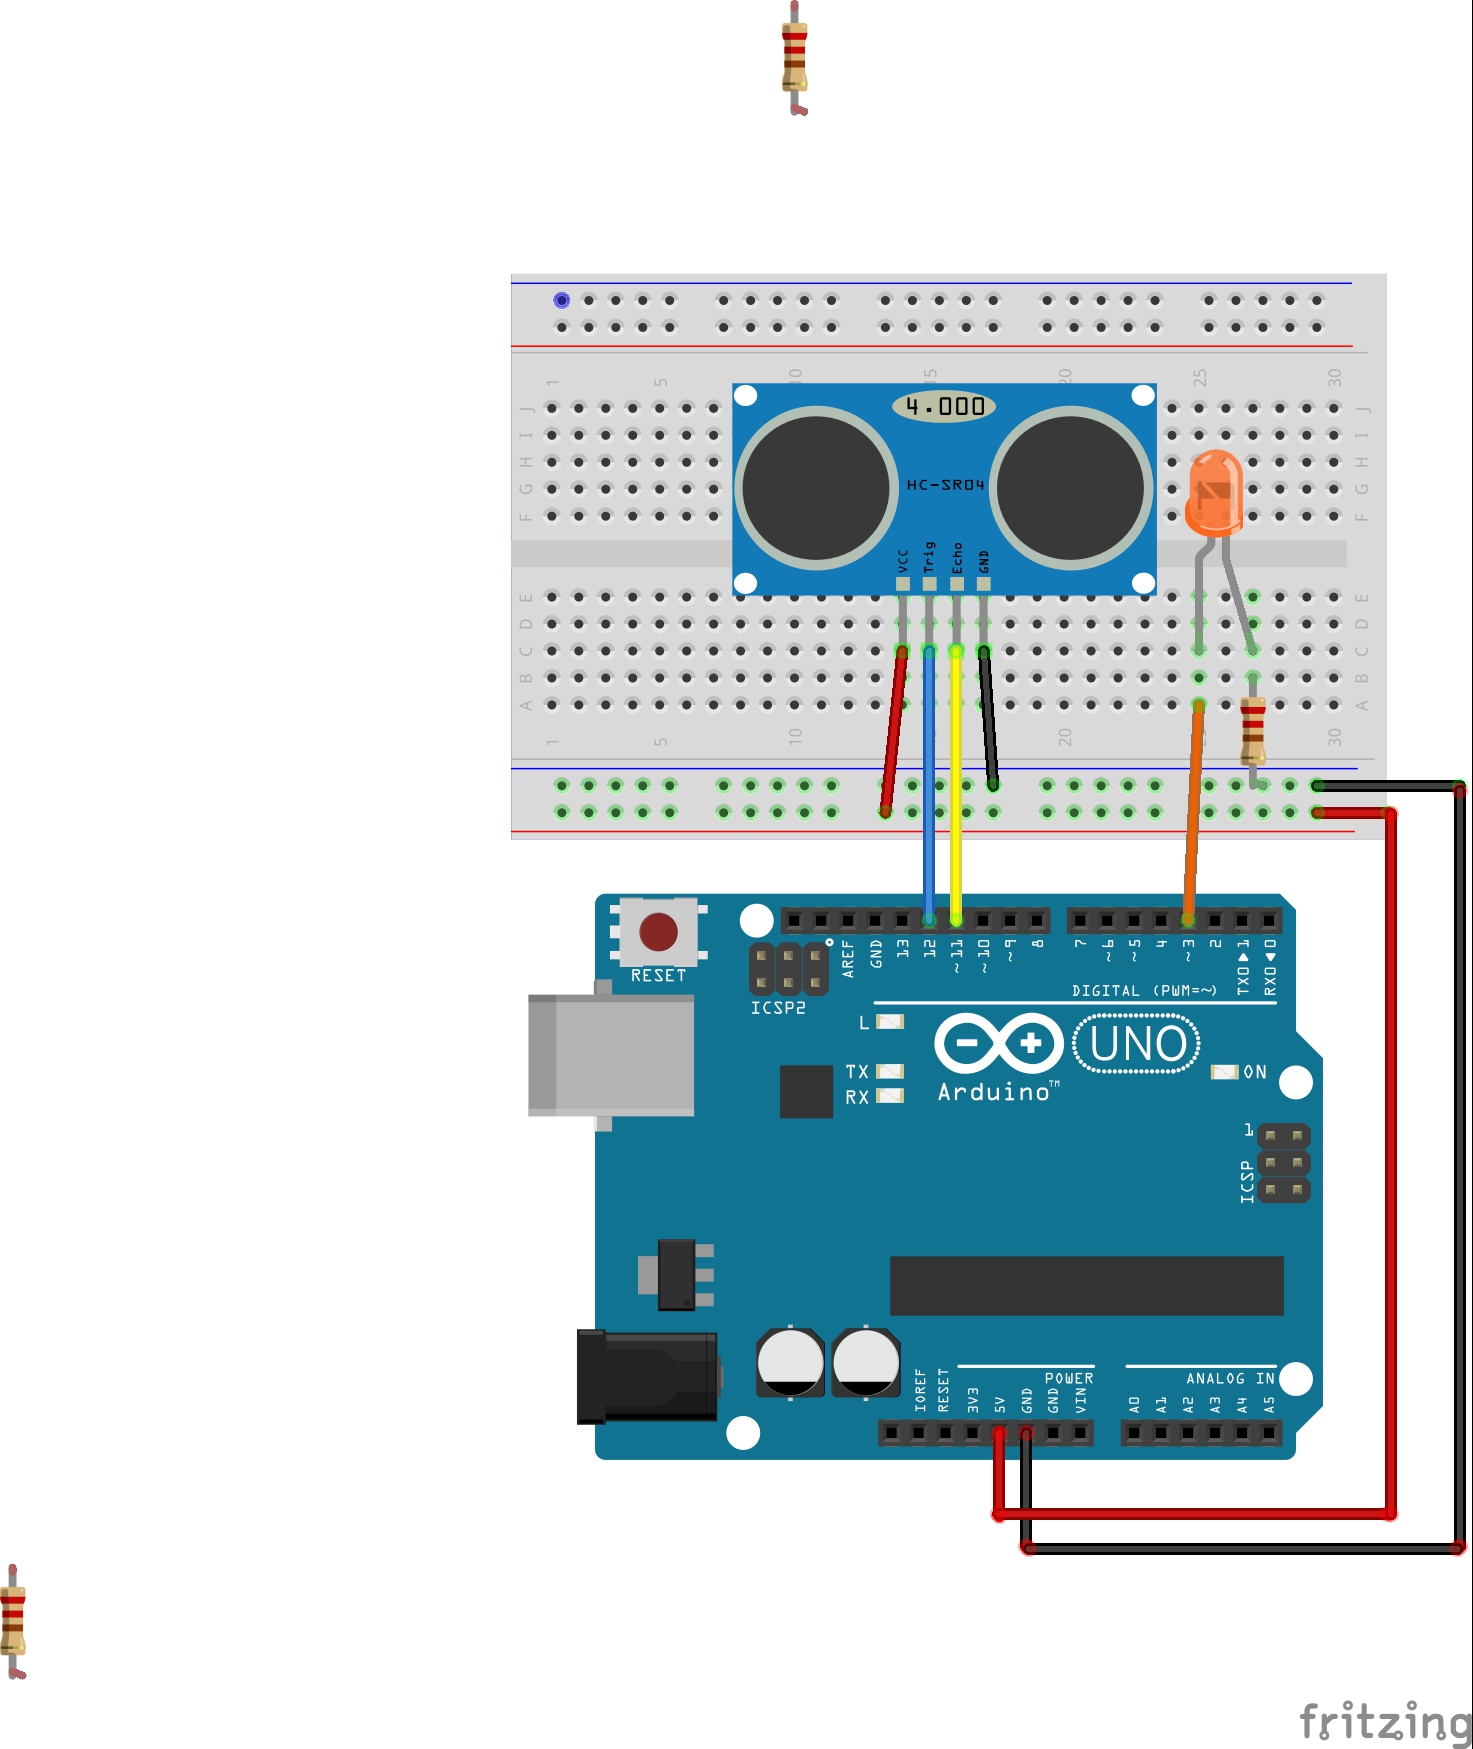 1 5 10 15 20 25 30
J J
I I
H H
G G
F F
4.000
HC-SR04
VCC Trig Echo GND
E E
D D
C C
B B
A A
1 5 10 20 25 30
RESET
ICSP2
AREF GND 13 12 ~11 ~10 ~9 8 7 ~6 ~5 4 ~3 2 TX0▶1 RX0◀0
DIGITAL (PWM=~)
L
TX
RX
UNO
Arduino™
ON
1
ICSP
POWER
ANALOG IN
IOREF RESET 3V3 5V GND GND VIN A0 A1 A2 A3 A4 A5
fritzing